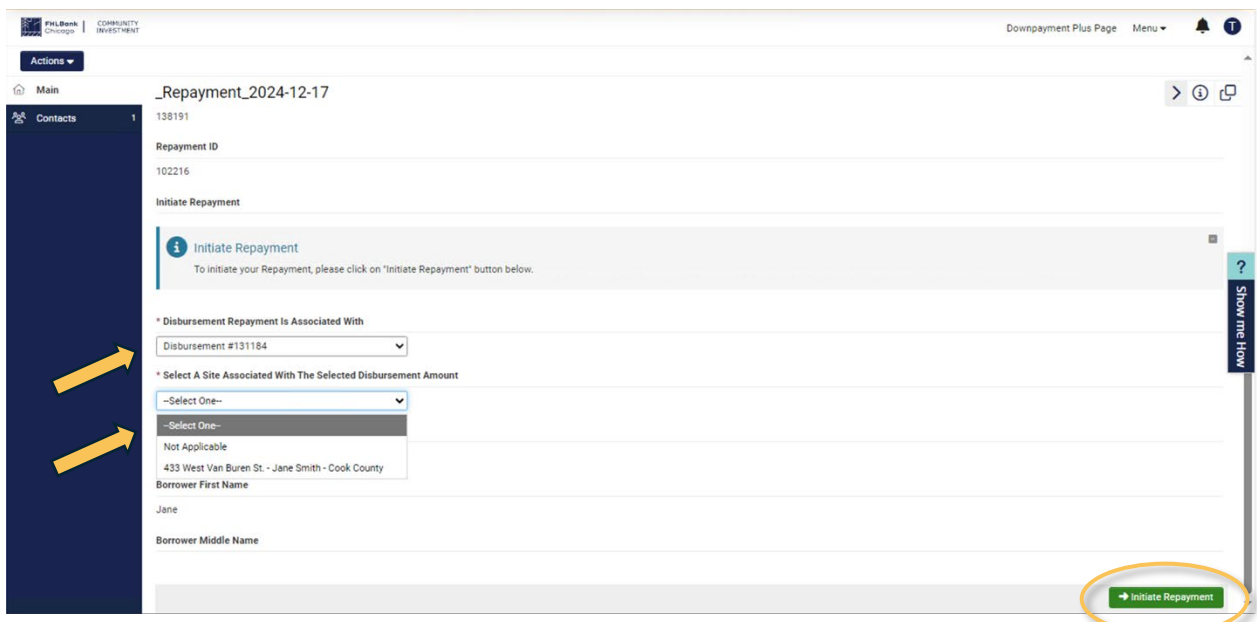 FHLBank Chicago | COMMUNITY INVESTMENT
Downpayment Plus Page Menu T
Actions
Main
Contacts 1
_Repayment_2024-12-17
138191
Repayment ID
102216
Initiate Repayment
Initiate Repayment
To initiate your Repayment, please click on "Initiate Repayment" button below.
? Show me How
* Disbursement Repayment Is Associated With
Disbursement #131184
* Select A Site Associated With The Selected Disbursement Amount
--Select One--
--Select One--
Not Applicable
433 West Van Buren St. - Jane Smith - Cook County
Borrower First Name
Jane
Borrower Middle Name
Initiate Repayment